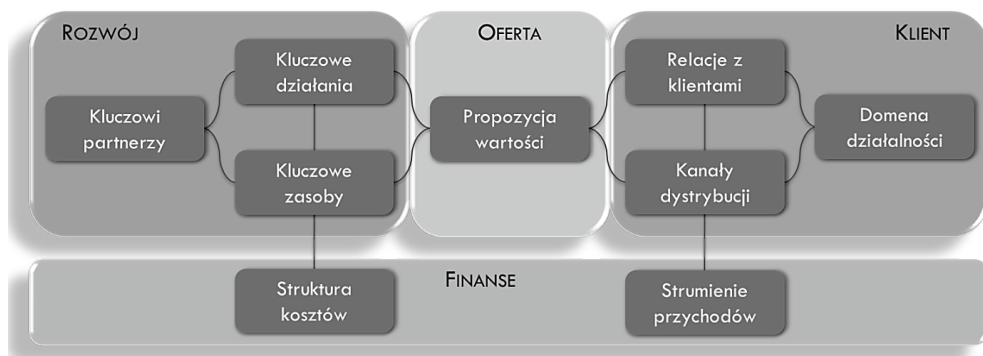 ROZWÓJ
Kluczowi
partnerzy
Kluczowe
działania
Kluczowe
zasoby
OFERTA
Propozycja
wartości
KLIENT
Relacje z
klientami
Kanały
dystrybucji
Domena
działalności
FINANSE
Struktura
kosztów
Strumienie
przychodów